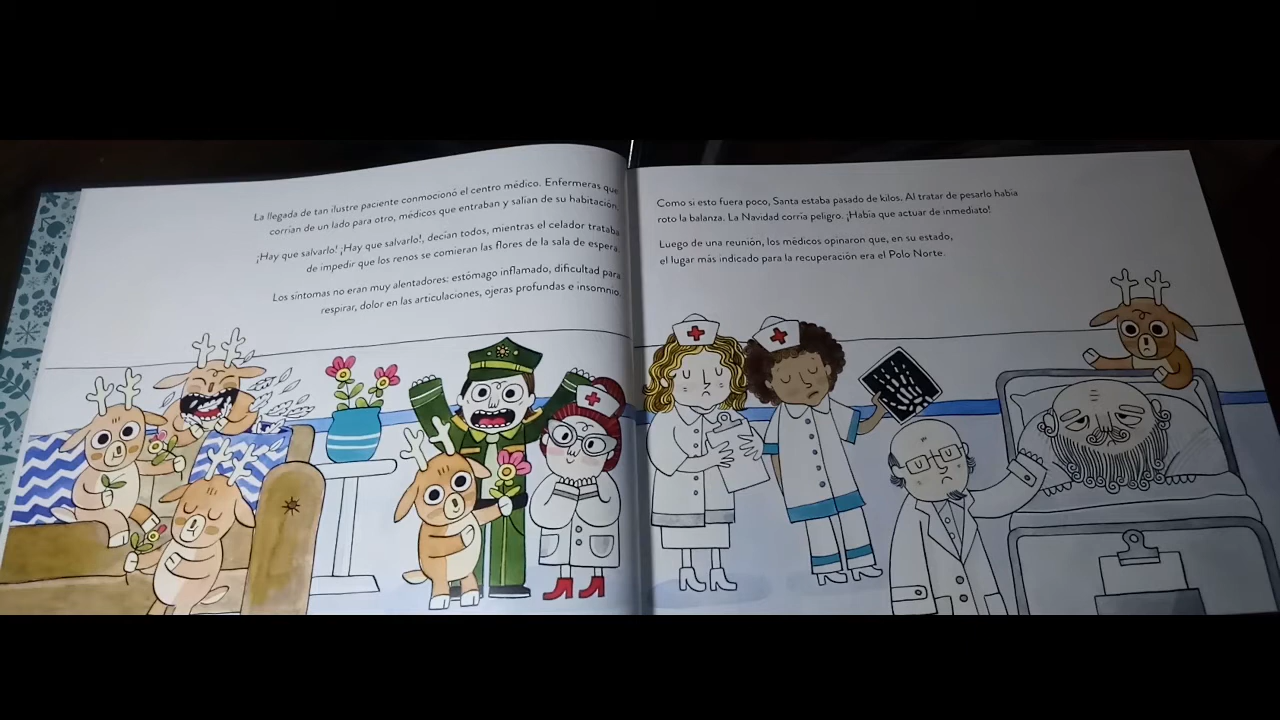 La llegada de tan ilustre paciente conmocionó el centro médico. Enfermeras que
corrían de un lado para otro, médicos que entraban y salían de su habitación.
¡Hay que salvarlo! ¡Hay que salvarlo!, decían todos, mientras el celador trataba
de impedir que los renos se comieran las flores de la sala de espera.
Los síntomas no eran muy alentadores: estómago inflamado, dificultad para
respirar, dolor en las articulaciones, ojeras profundas e insomnio.
Como si esto fuera poco, Santa estaba pasado de kilos. Al tratar de pesarlo había
roto la balanza. La Navidad corría peligro. ¡Había que actuar de inmediato!
Luego de una reunión, los médicos opinaron que, en su estado,
el lugar más indicado para la recuperación era el Polo Norte.